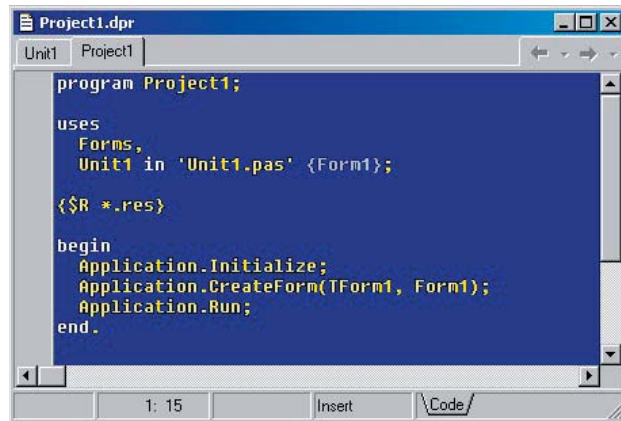 Project1.dpr
Unit1 Project1
program Project1;
uses
Forms,
Unit1 in 'Unit1.pas' {Form1};
{$R *.res}
begin
Application.Initialize;
Application.CreateForm(TForm1, Form1);
Application.Run;
end.
1: 15 Insert \Code/